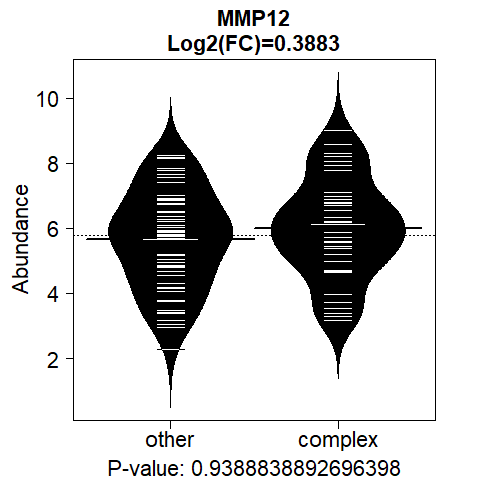 MMP12
Log2(FC)=0.3883
Abundance
10
8
6
4
2
other
complex
P-value: 0.9388838892696398